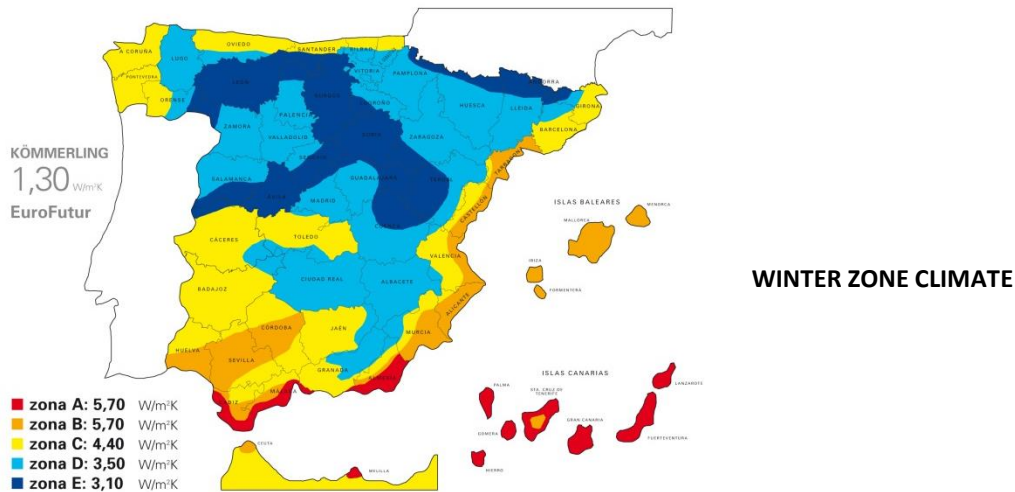 A CORUÑA
LUGO
OVIEDO
SANTANDER
BILBAO
PONTEVEDRA
ORENSE
LEÓN
BURGOS
VITORIA
PAMPLONA
LOGROÑO
HUESCA
LLEIDA
GIRONA
BARCELONA
ZAMORA
PALENCIA
VALLADOLID
SORIA
ZARAGOZA
TARRAGONA
SEGOVIA
SALAMANCA
AVILA
MADRID
GUADALAJARA
TERUEL
CUENCA
CASTELLÓN
KÖMMERLING
1,30 W/m²K
EuroFutur
ISLAS BALEARES
MALLORCA
MENORCA
IBIZA
FORMENTERA
CÁCERES
TOLEDO
VALENCIA
BADAJOZ
CIUDAD REAL
ALBACETE
ALICANTE
WINTER ZONE CLIMATE
HUELVA
SEVILLA
CÓRDOBA
JAÉN
MURCIA
GRANADA
MÁLAGA
ISLAS CANARIAS
PALMA
STA. CRUZ DE
TENERIFE
LANZAROTE
GOMERA
GRAN CANARIA
FUERTEVENTURA
HIERRO
CEUTA
MELILLA
zona A: 5,70 W/m²K
zona B: 5,70 W/m²K
zona C: 4,40 W/m²K
zona D: 3,50 W/m²K
zona E: 3,10 W/m²K